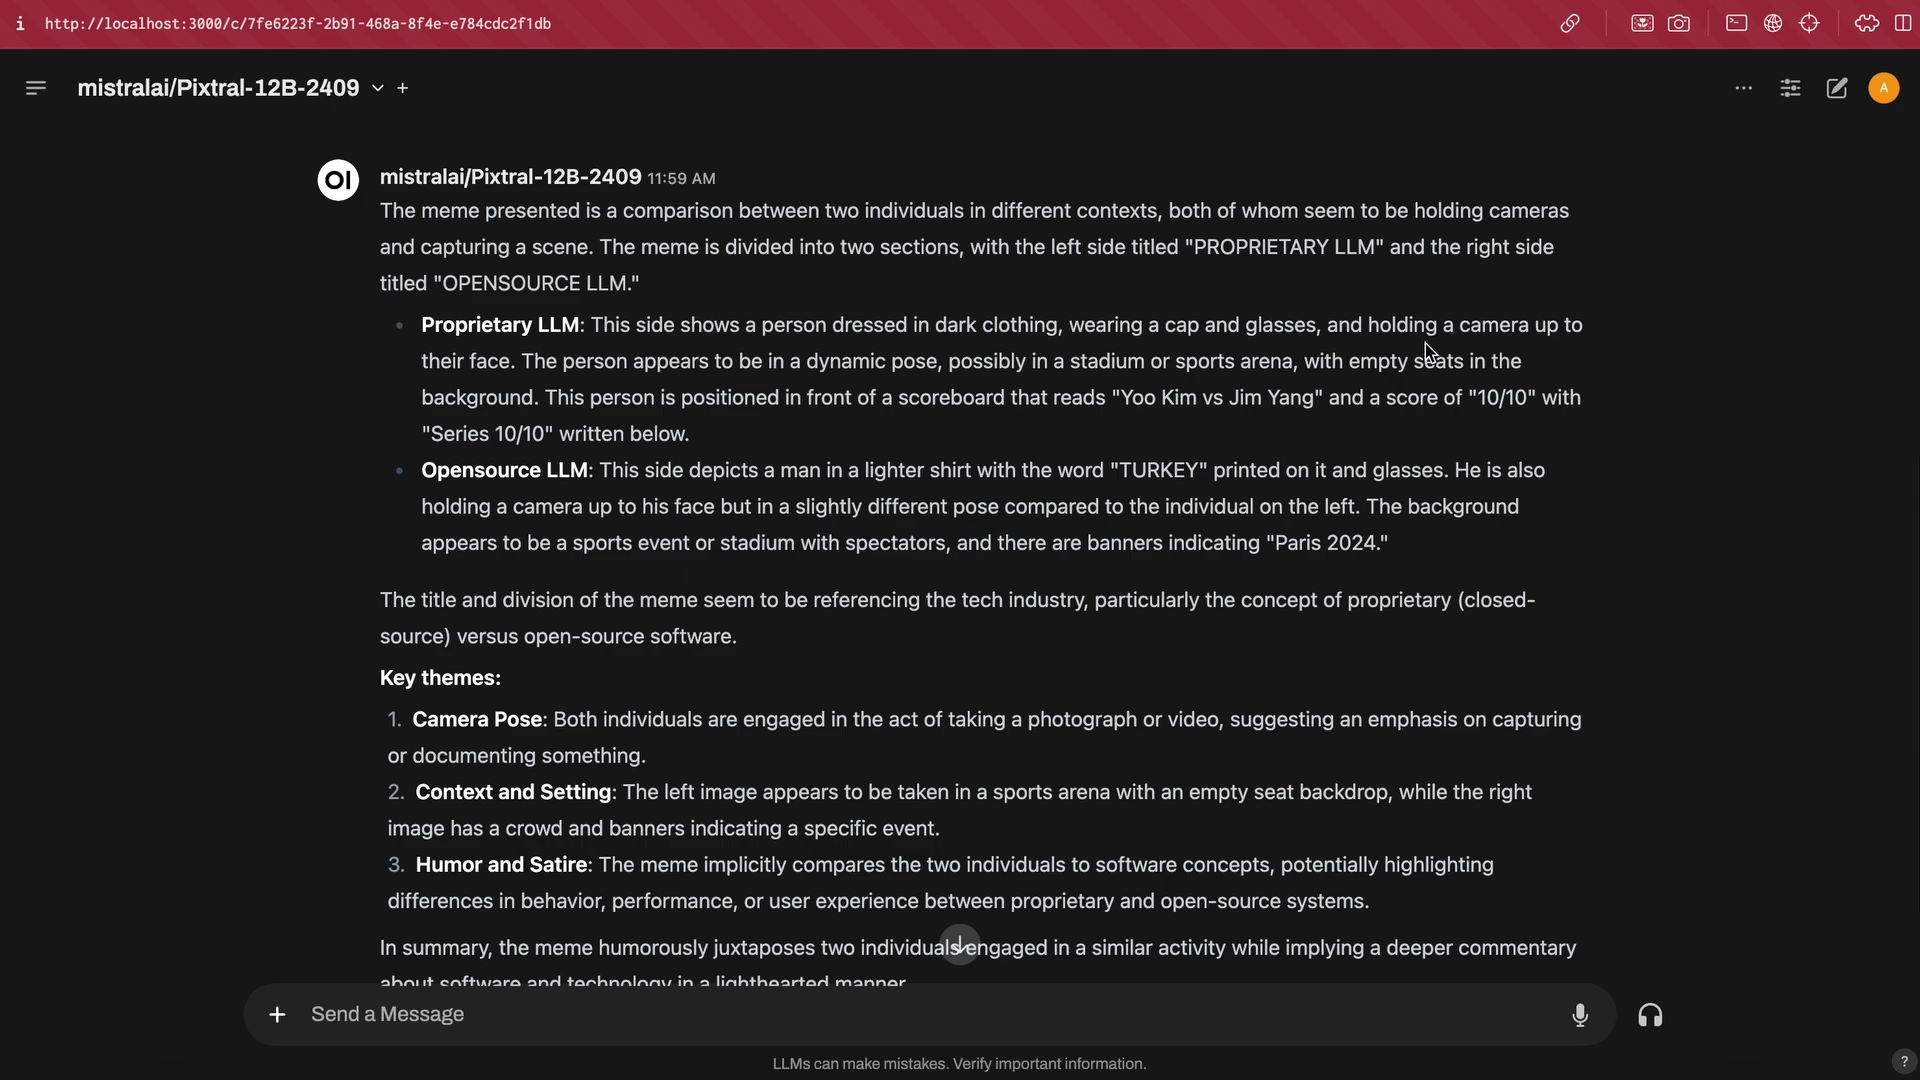 http://localhost:3000/c/7fe6223f-2b91-468a-8f4e-e784cdc2f1db
mistralai/Pixtral-12B-2409
A
OI
mistralai/Pixtral-12B-2409 11:59 AM
The meme presented is a comparison between two individuals in different contexts, both of whom seem to be holding cameras
and capturing a scene. The meme is divided into two sections, with the left side titled "PROPRIETARY LLM" and the right side
titled "OPENSOURCE LLM."
• Proprietary LLM: This side shows a person dressed in dark clothing, wearing a cap and glasses, and holding a camera up to
their face. The person appears to be in a dynamic pose, possibly in a stadium or sports arena, with empty seats in the
background. This person is positioned in front of a scoreboard that reads "Yoo Kim vs Jim Yang" and a score of "10/10" with
"Series 10/10" written below.
• Opensource LLM: This side depicts a man in a lighter shirt with the word "TURKEY" printed on it and glasses. He is also
holding a camera up to his face but in a slightly different pose compared to the individual on the left. The background
appears to be a sports event or stadium with spectators, and there are banners indicating "Paris 2024."
The title and division of the meme seem to be referencing the tech industry, particularly the concept of proprietary (closed-
source) versus open-source software.
Key themes:
1. Camera Pose: Both individuals are engaged in the act of taking a photograph or video, suggesting an emphasis on capturing
or documenting something.
2. Context and Setting: The left image appears to be taken in a sports arena with an empty seat backdrop, while the right
image has a crowd and banners indicating a specific event.
3. Humor and Satire: The meme implicitly compares the two individuals to software concepts, potentially highlighting
differences in behavior, performance, or user experience between proprietary and open-source systems.
In summary, the meme humorously juxtaposes two individuals engaged in a similar activity while implying a deeper commentary
about software and technology in a lighthearted manner.
Send a Message
LLMs can make mistakes. Verify important information.
?